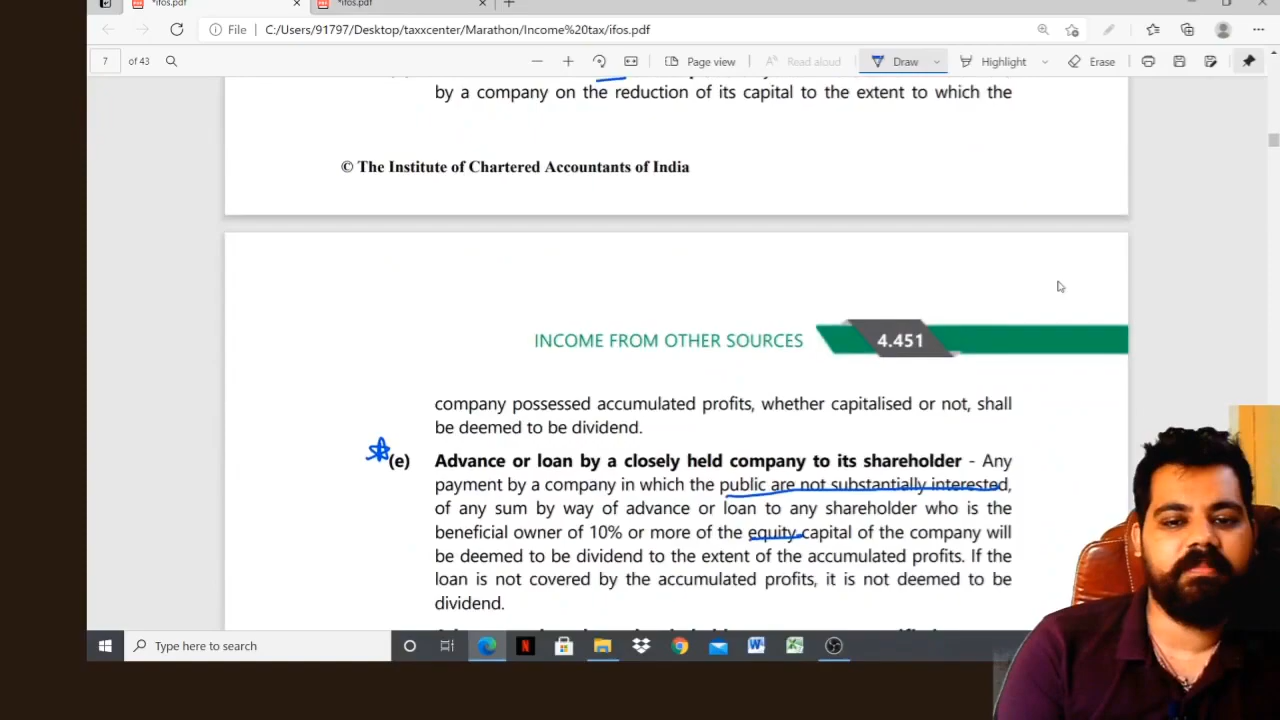 *ifos.pdf
*ifos.pdf
File C:/Users/91797/Desktop/taxxcenter/Marathon/Income%20tax/ifos.pdf
7 of 43 Page view Read aloud Draw Highlight Erase
by a company on the reduction of its capital to the extent to which the
© The Institute of Chartered Accountants of India
INCOME FROM OTHER SOURCES 4.451
company possessed accumulated profits, whether capitalised or not, shall
be deemed to be dividend.
(e) Advance or loan by a closely held company to its shareholder - Any
payment by a company in which the public are not substantially interested,
of any sum by way of advance or loan to any shareholder who is the
beneficial owner of 10% or more of the equity capital of the company will
be deemed to be dividend to the extent of the accumulated profits. If the
loan is not covered by the accumulated profits, it is not deemed to be
dividend.
Type here to search